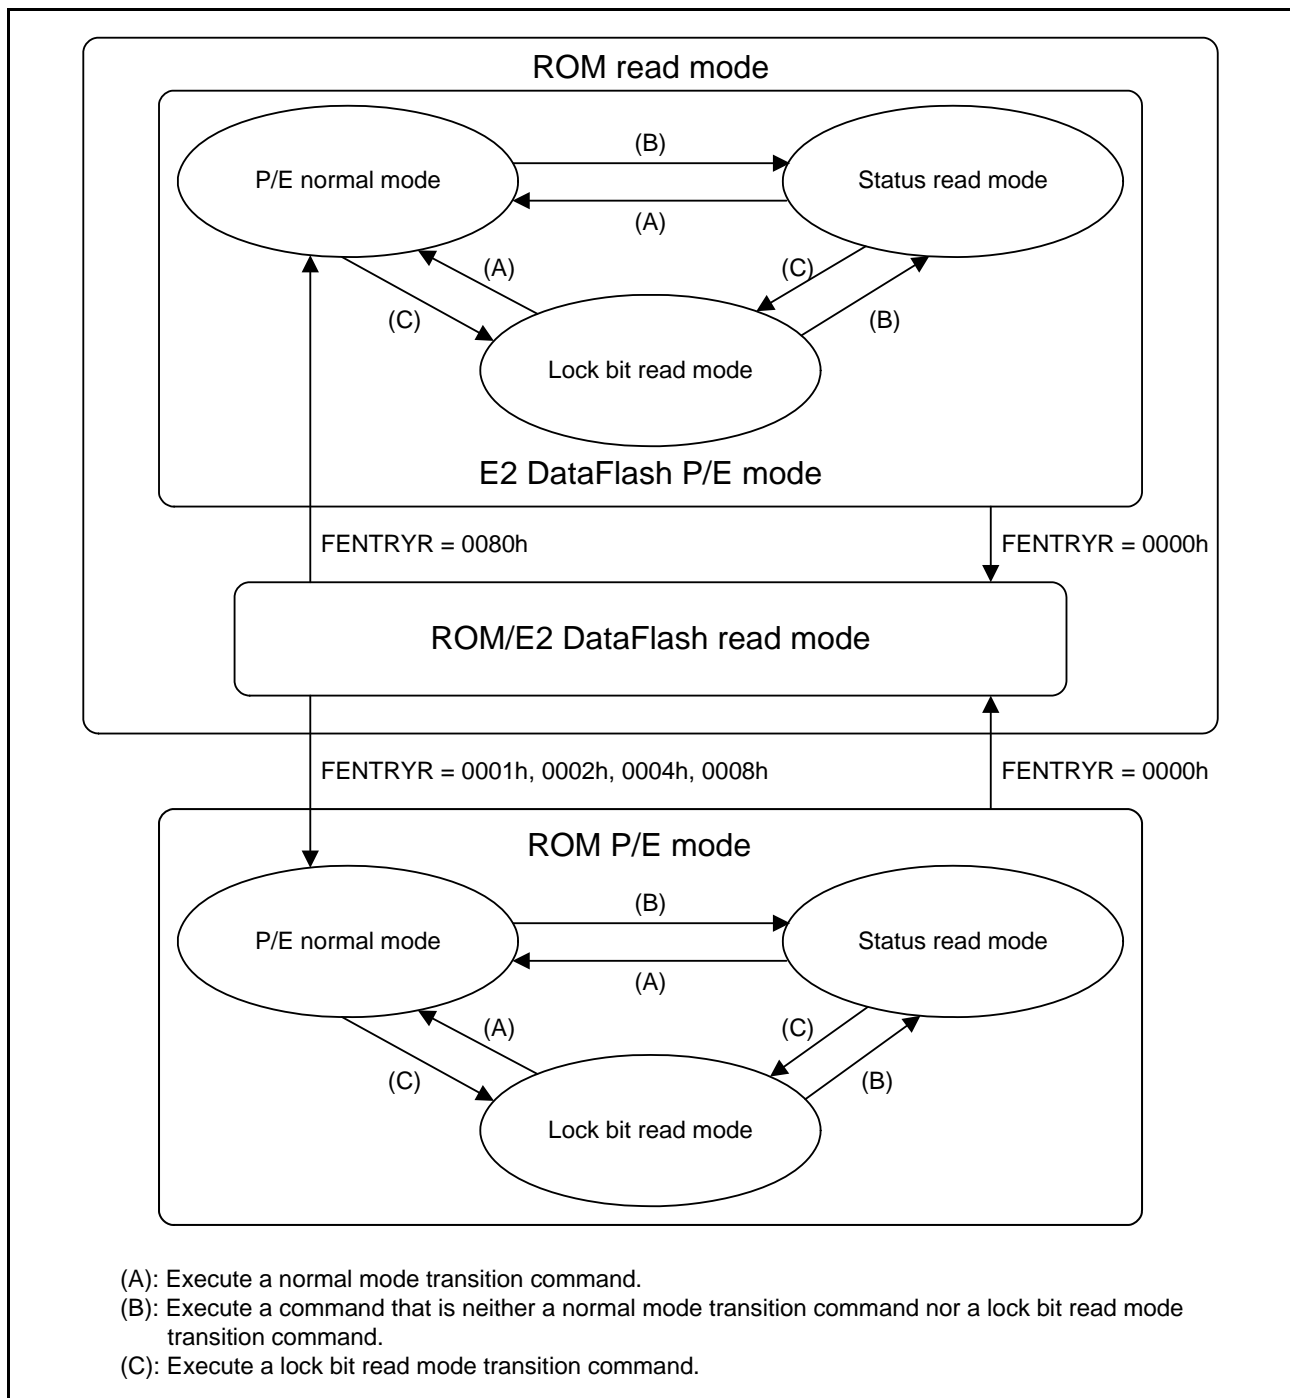 ROM read mode
P/E normal mode
(B)
Status read mode
(A)
(A)
(C)
(C)
(B)
Lock bit read mode
E2 DataFlash P/E mode
FENTRYR = 0080h
FENTRYR = 0000h
ROM/E2 DataFlash read mode
FENTRYR = 0001h, 0002h, 0004h, 0008h
FENTRYR = 0000h
ROM P/E mode
P/E normal mode
(B)
Status read mode
(A)
(A)
(C)
(C)
(B)
Lock bit read mode
(A): Execute a normal mode transition command.
(B): Execute a command that is neither a normal mode transition command nor a lock bit read mode
transition command.
(C): Execute a lock bit read mode transition command.